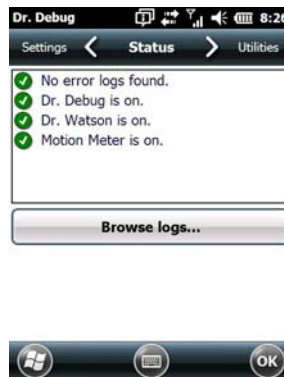 Dr. Debug 8:26
Settings Status Utilities
No error logs found.
Dr. Debug is on.
Dr. Watson is on.
Motion Meter is on.
Browse logs...
OK